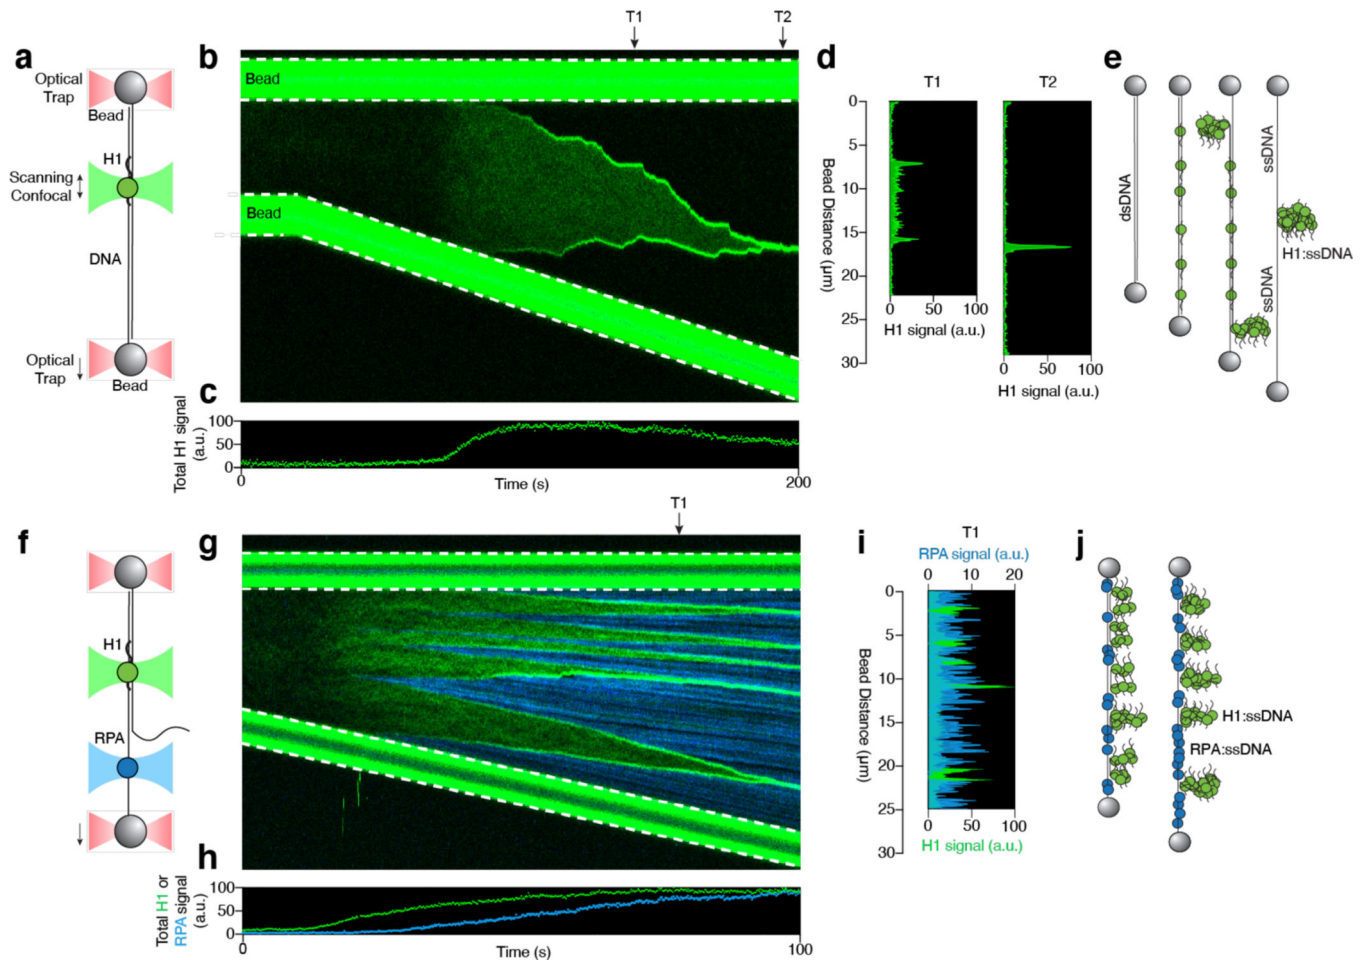 T1
T2
a
b
d
e
Optical
Trap
Bead
H1
Scanning
Confocal
DNA
Optical
Trap
Bead
Bead
Bead
T1
T2
0
5
10
15
20
25
30
Bead Distance (µm)
0
50
100
H1 signal (a.u.)
0
50
100
H1 signal (a.u.)
dsDNA
ssDNA
H1:ssDNA
ssDNA
c
Total H1 signal
(a.u.)
100
50
0
0
Time (s)
200
T1
f
g
i
j
H1
RPA
T1
RPA signal (a.u.)
0
10
20
0
5
10
15
20
25
30
Bead Distance (µm)
0
50
100
H1 signal (a.u.)
H1:ssDNA
RPA:ssDNA
h
Total H1 or
RPA signal
(a.u.)
100
50
0
0
Time (s)
100